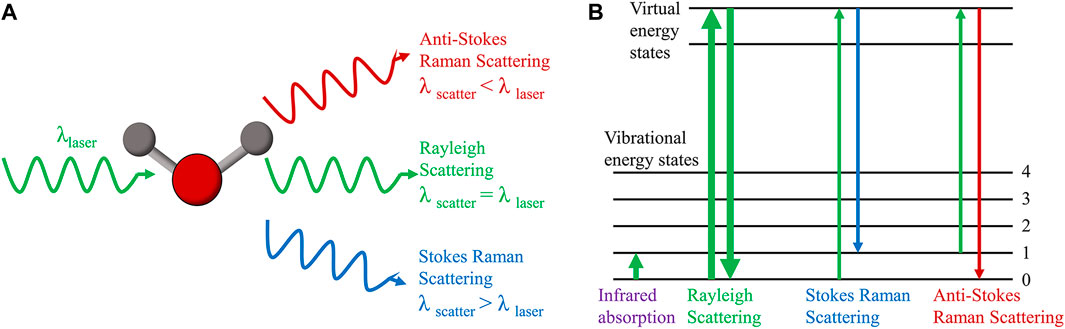 A
λlaser
Anti-Stokes
Raman Scattering
λ scatter < λ laser
Rayleigh
Scattering
λ scatter = λ laser
Stokes Raman
Scattering
λ scatter > λ laser
B
Virtual
energy
states
Vibrational
energy states
4
3
2
1
0
Infrared
absorption
Rayleigh
Scattering
Stokes Raman
Scattering
Anti-Stokes
Raman Scattering